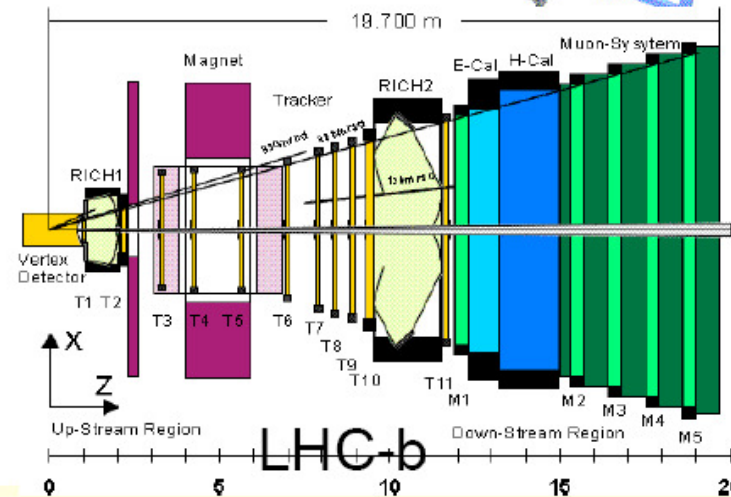 19.700 m
Magnet
Tracker
RICH2
E-Cal
H-Cal
Muon-Sysytem
RICH1
Vertex
Detector
T1 T2
T3
T4
T5
T6
T7
T8
T9
T10
T11
M1
M2
M3
M4
M5
X
Z
Up-Stream Region
LHC-b
Down-Stream Region
0 5 10 15 20